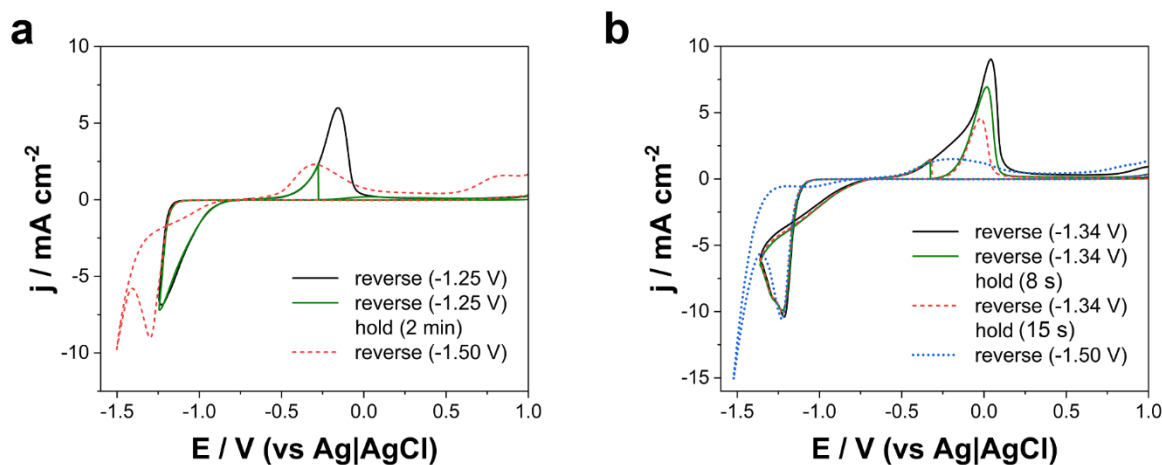 a
10
5
0
-5
-10
j / mA cm-2
-1.5 -1.0 -0.5 0.0 0.5 1.0
E / V (vs Ag|AgCl)
reverse (-1.25 V)
reverse (-1.25 V)
hold (2 min)
reverse (-1.50 V)
b
10
5
0
-5
-10
-15
j / mA cm-2
-1.5 -1.0 -0.5 0.0 0.5 1.0
E / V (vs Ag|AgCl)
reverse (-1.34 V)
reverse (-1.34 V)
hold (8 s)
reverse (-1.34 V)
hold (15 s)
reverse (-1.50 V)